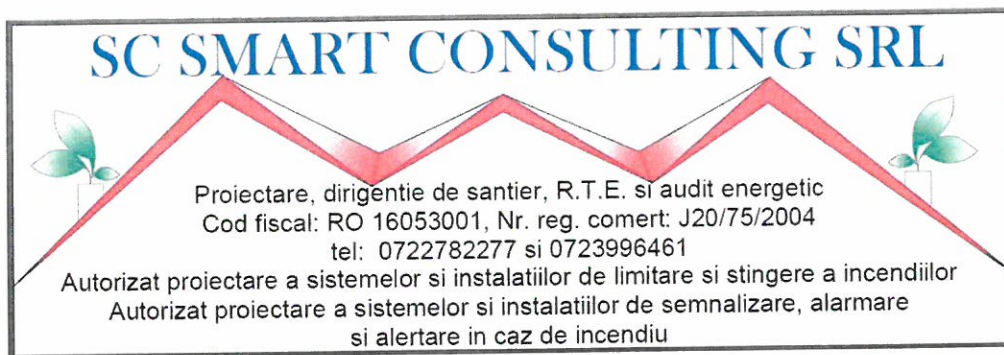 SC SMART CONSULTING SRL
Proiectare, dirigentie de santier, R.T.E. si audit energetic
Cod fiscal: RO 16053001, Nr. reg. comert: J20/75/2004
tel: 0722782277 si 0723996461
Autorizat proiectare a sistemelor si instalatiilor de limitare si stingere a incendiilor
Autorizat proiectare a sistemelor si instalatiilor de semnalizare, alarmare
si alertare in caz de incendiu